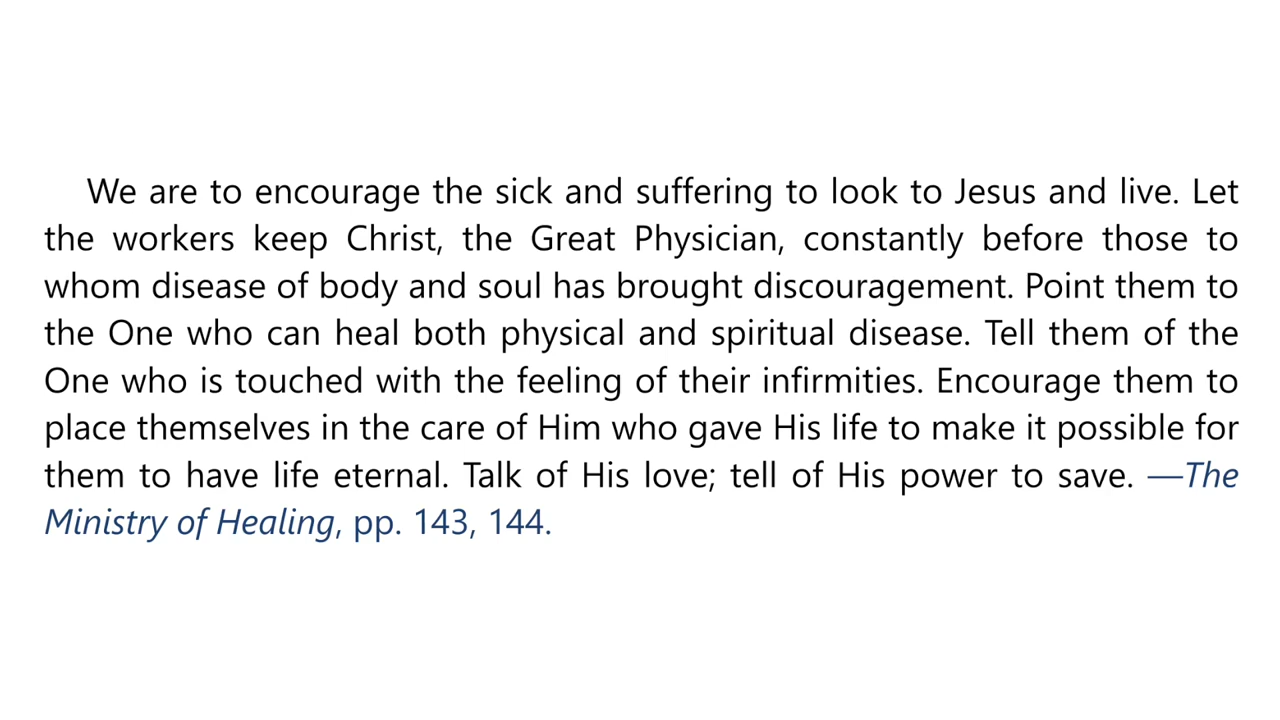 We are to encourage the sick and suffering to look to Jesus and live. Let
the workers keep Christ, the Great Physician, constantly before those to
whom disease of body and soul has brought discouragement. Point them to
the One who can heal both physical and spiritual disease. Tell them of the
One who is touched with the feeling of their infirmities. Encourage them to
place themselves in the care of Him who gave His life to make it possible for
them to have life eternal. Talk of His love; tell of His power to save. —The
Ministry of Healing, pp. 143, 144.